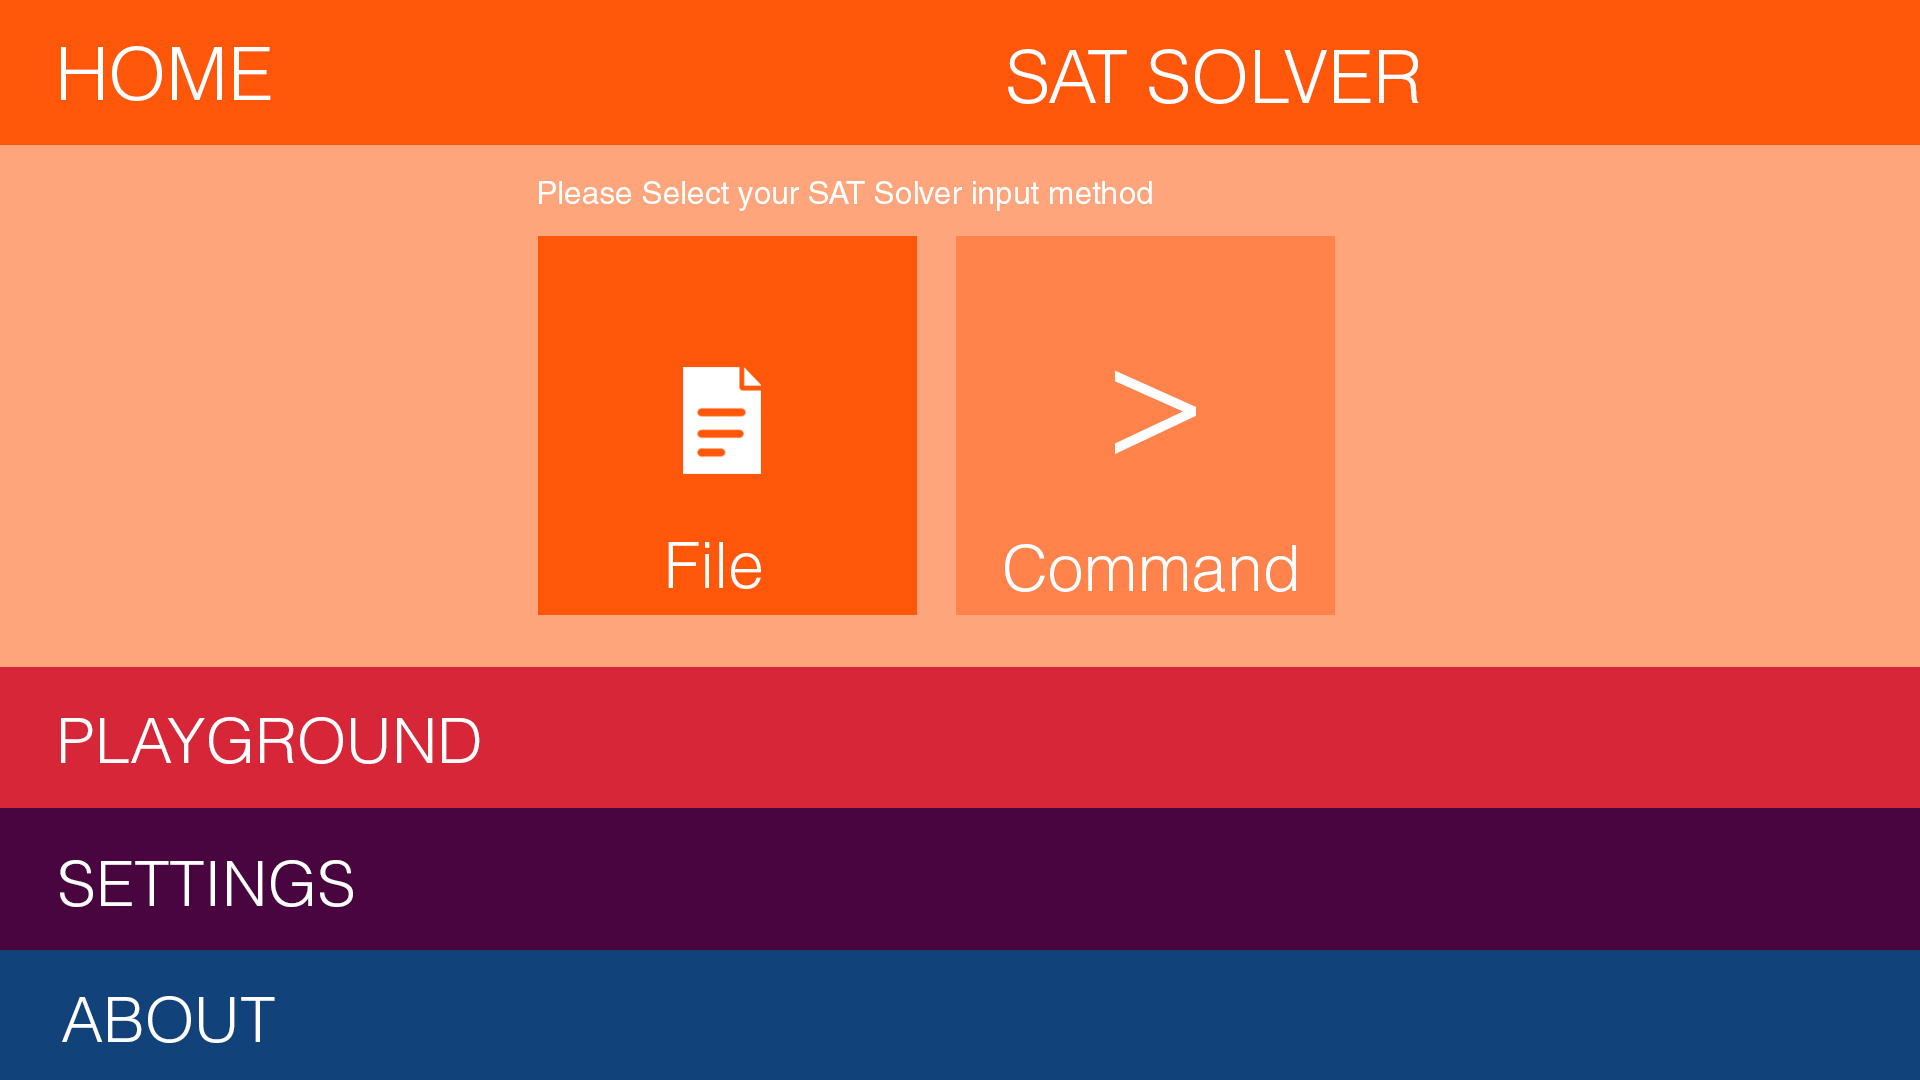 HOME
SAT SOLVER
Please Select your SAT Solver input method
>
File
Command
PLAYGROUND
SETTINGS
ABOUT